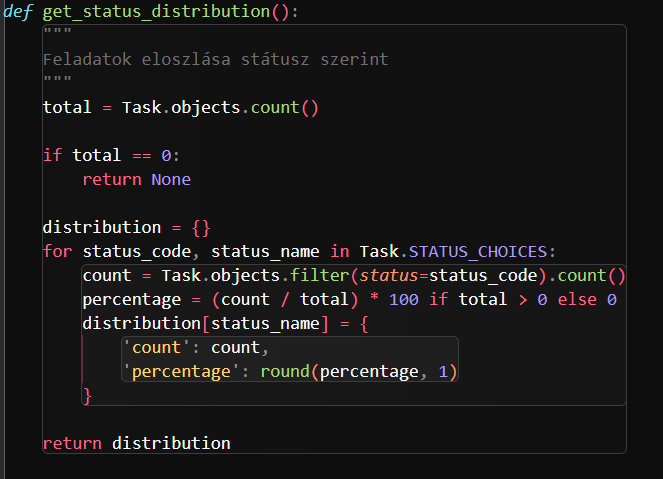 def get_status_distribution():
    """
    Feladatok eloszlása státusz szerint
    """
    total = Task.objects.count()

    if total == 0:
        return None

    distribution = {}
    for status_code, status_name in Task.STATUS_CHOICES:
        count = Task.objects.filter(status=status_code).count()
        percentage = (count / total) * 100 if total > 0 else 0
        distribution[status_name] = {
            'count': count,
            'percentage': round(percentage, 1)
        }

    return distribution